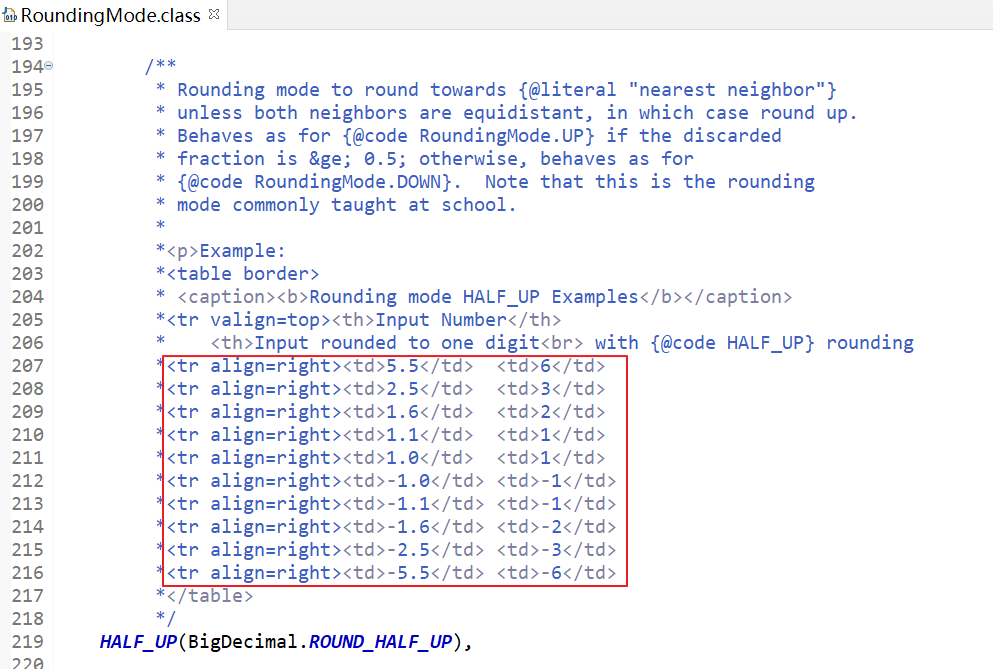 RoundingMode.class
193
194 /**
195 * Rounding mode to round towards {@literal "nearest neighbor"}
196 * unless both neighbors are equidistant, in which case round up.
197 * Behaves as for {@code RoundingMode.UP} if the discarded
198 * fraction is &ge; 0.5; otherwise, behaves as for
199 * {@code RoundingMode.DOWN}.  Note that this is the rounding
200 * mode commonly taught at school.
201 *
202 *<p>Example:
203 *<table border>
204 * <caption><b>Rounding mode HALF_UP Examples</b></caption>
205 *<tr valign=top><th>Input Number</th>
206 *    <th>Input rounded to one digit<br> with {@code HALF_UP} rounding
207 *<tr align=right><td>5.5</td>  <td>6</td>
208 *<tr align=right><td>2.5</td>  <td>3</td>
209 *<tr align=right><td>1.6</td>  <td>2</td>
210 *<tr align=right><td>1.1</td>  <td>1</td>
211 *<tr align=right><td>1.0</td>  <td>1</td>
212 *<tr align=right><td>-1.0</td> <td>-1</td>
213 *<tr align=right><td>-1.1</td> <td>-1</td>
214 *<tr align=right><td>-1.6</td> <td>-2</td>
215 *<tr align=right><td>-2.5</td> <td>-3</td>
216 *<tr align=right><td>-5.5</td> <td>-6</td>
217 *</table>
218 */
219 HALF_UP(BigDecimal.ROUND_HALF_UP),
220